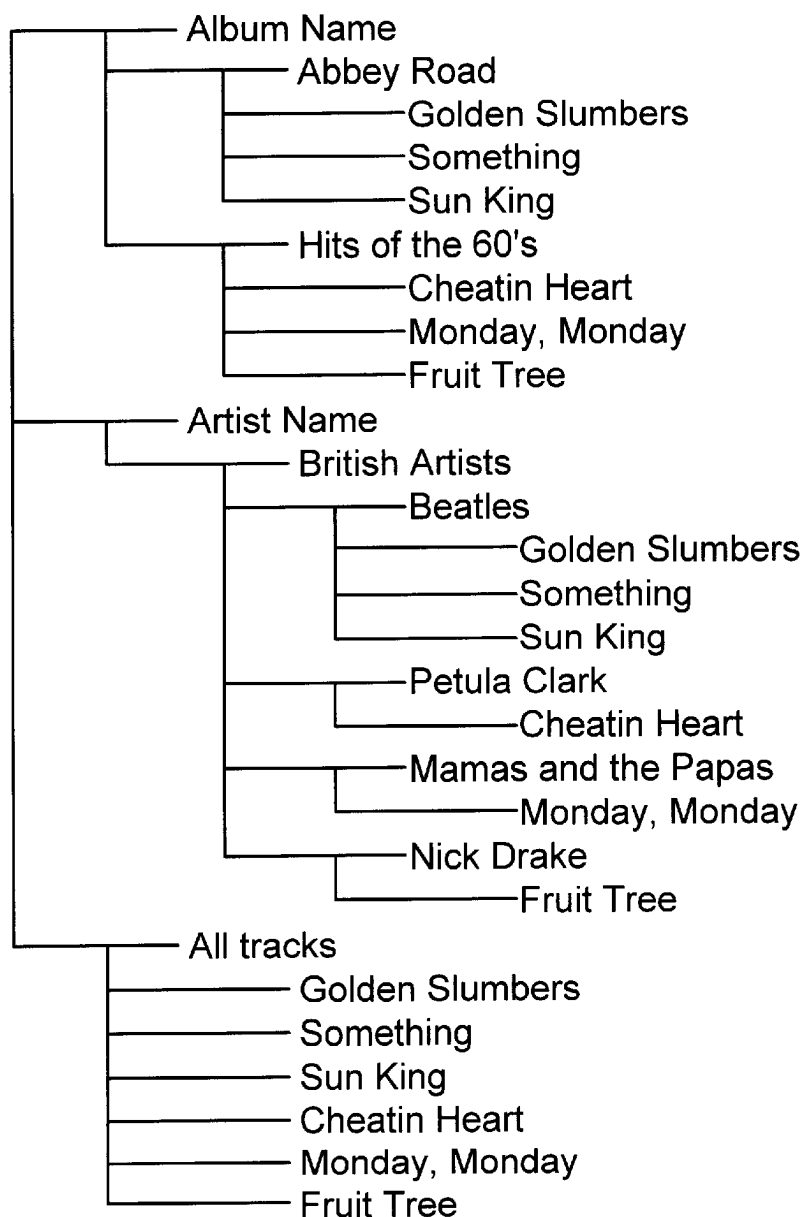 Album Name
Abbey Road
Golden Slumbers
Something
Sun King
Hits of the 60's
Cheatin Heart
Monday, Monday
Fruit Tree
Artist Name
British Artists
Beatles
Golden Slumbers
Something
Sun King
Petula Clark
Cheatin Heart
Mamas and the Papas
Monday, Monday
Nick Drake
Fruit Tree
All tracks
Golden Slumbers
Something
Sun King
Cheatin Heart
Monday, Monday
Fruit Tree